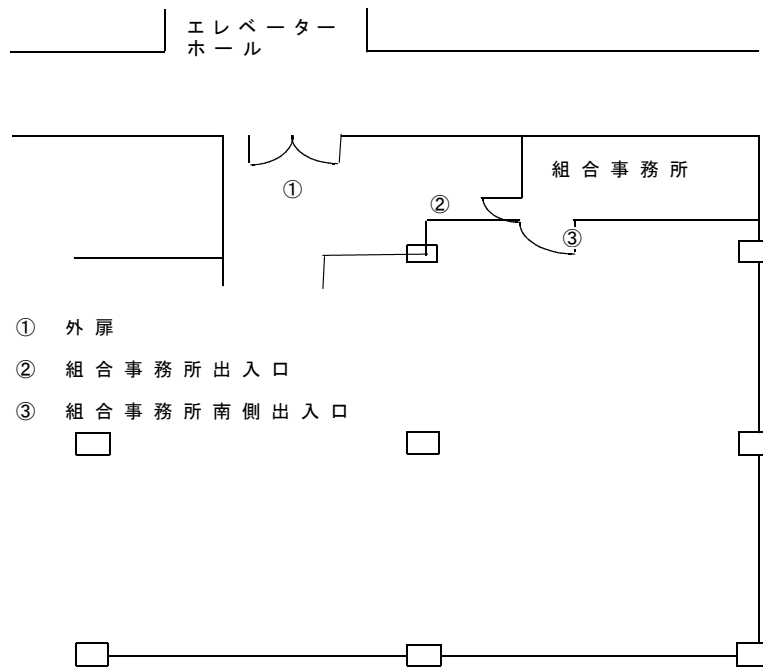 エレベーター
ホール
組合事務所
①
②
③
① 外扉
② 組合事務所出入口
③ 組合事務所南側出入口